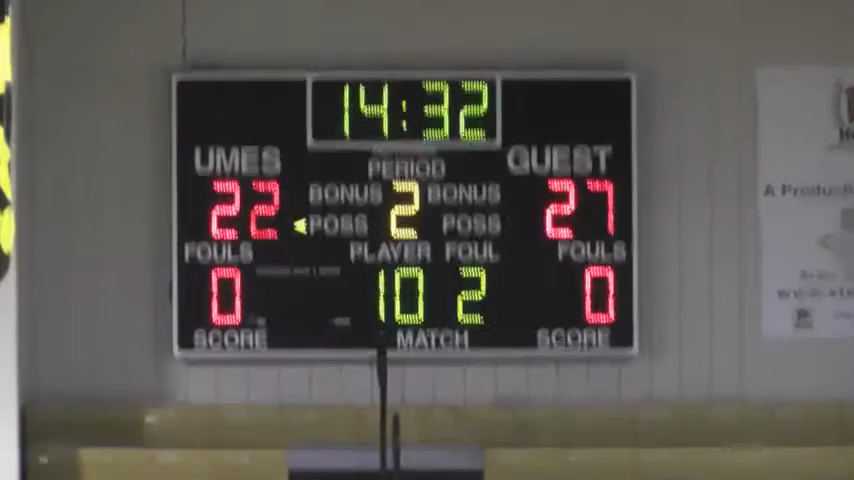 14:32
UMES PERIOD GUEST
22 BONUS 2 BONUS 27
POSS POSS
FOULS PLAYER FOUL FOULS
0 10 2 0
SCORE MATCH SCORE
A Producti